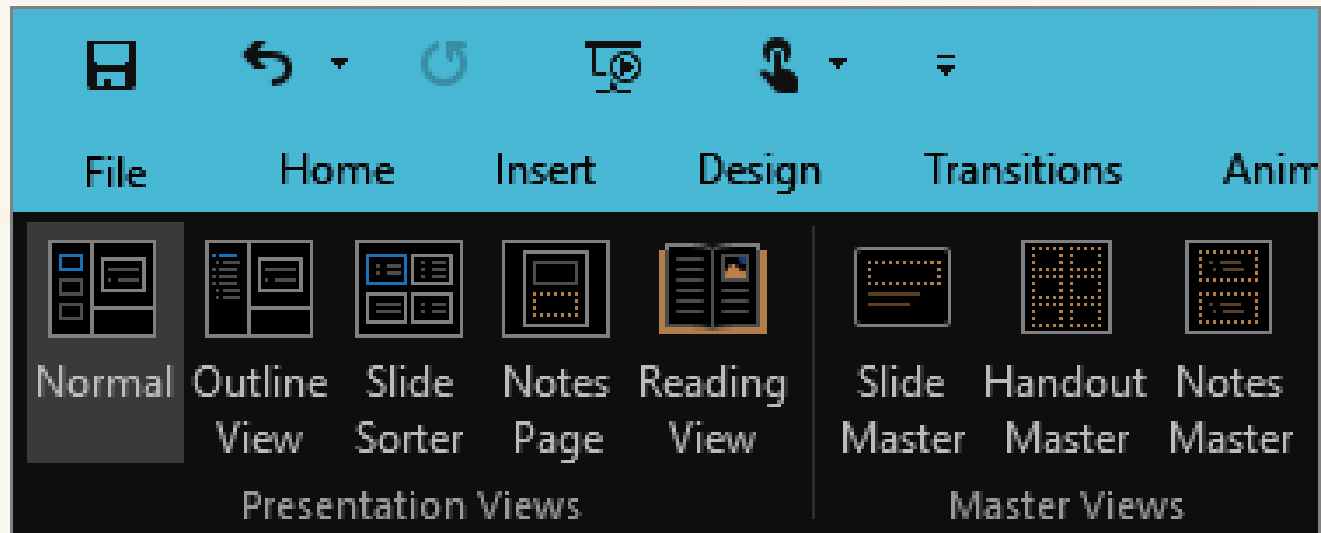 File Home Insert Design Transitions Anim
Normal Outline View Slide Sorter Notes Page Reading View Slide Master Handout Master Notes Master
Presentation Views Master Views